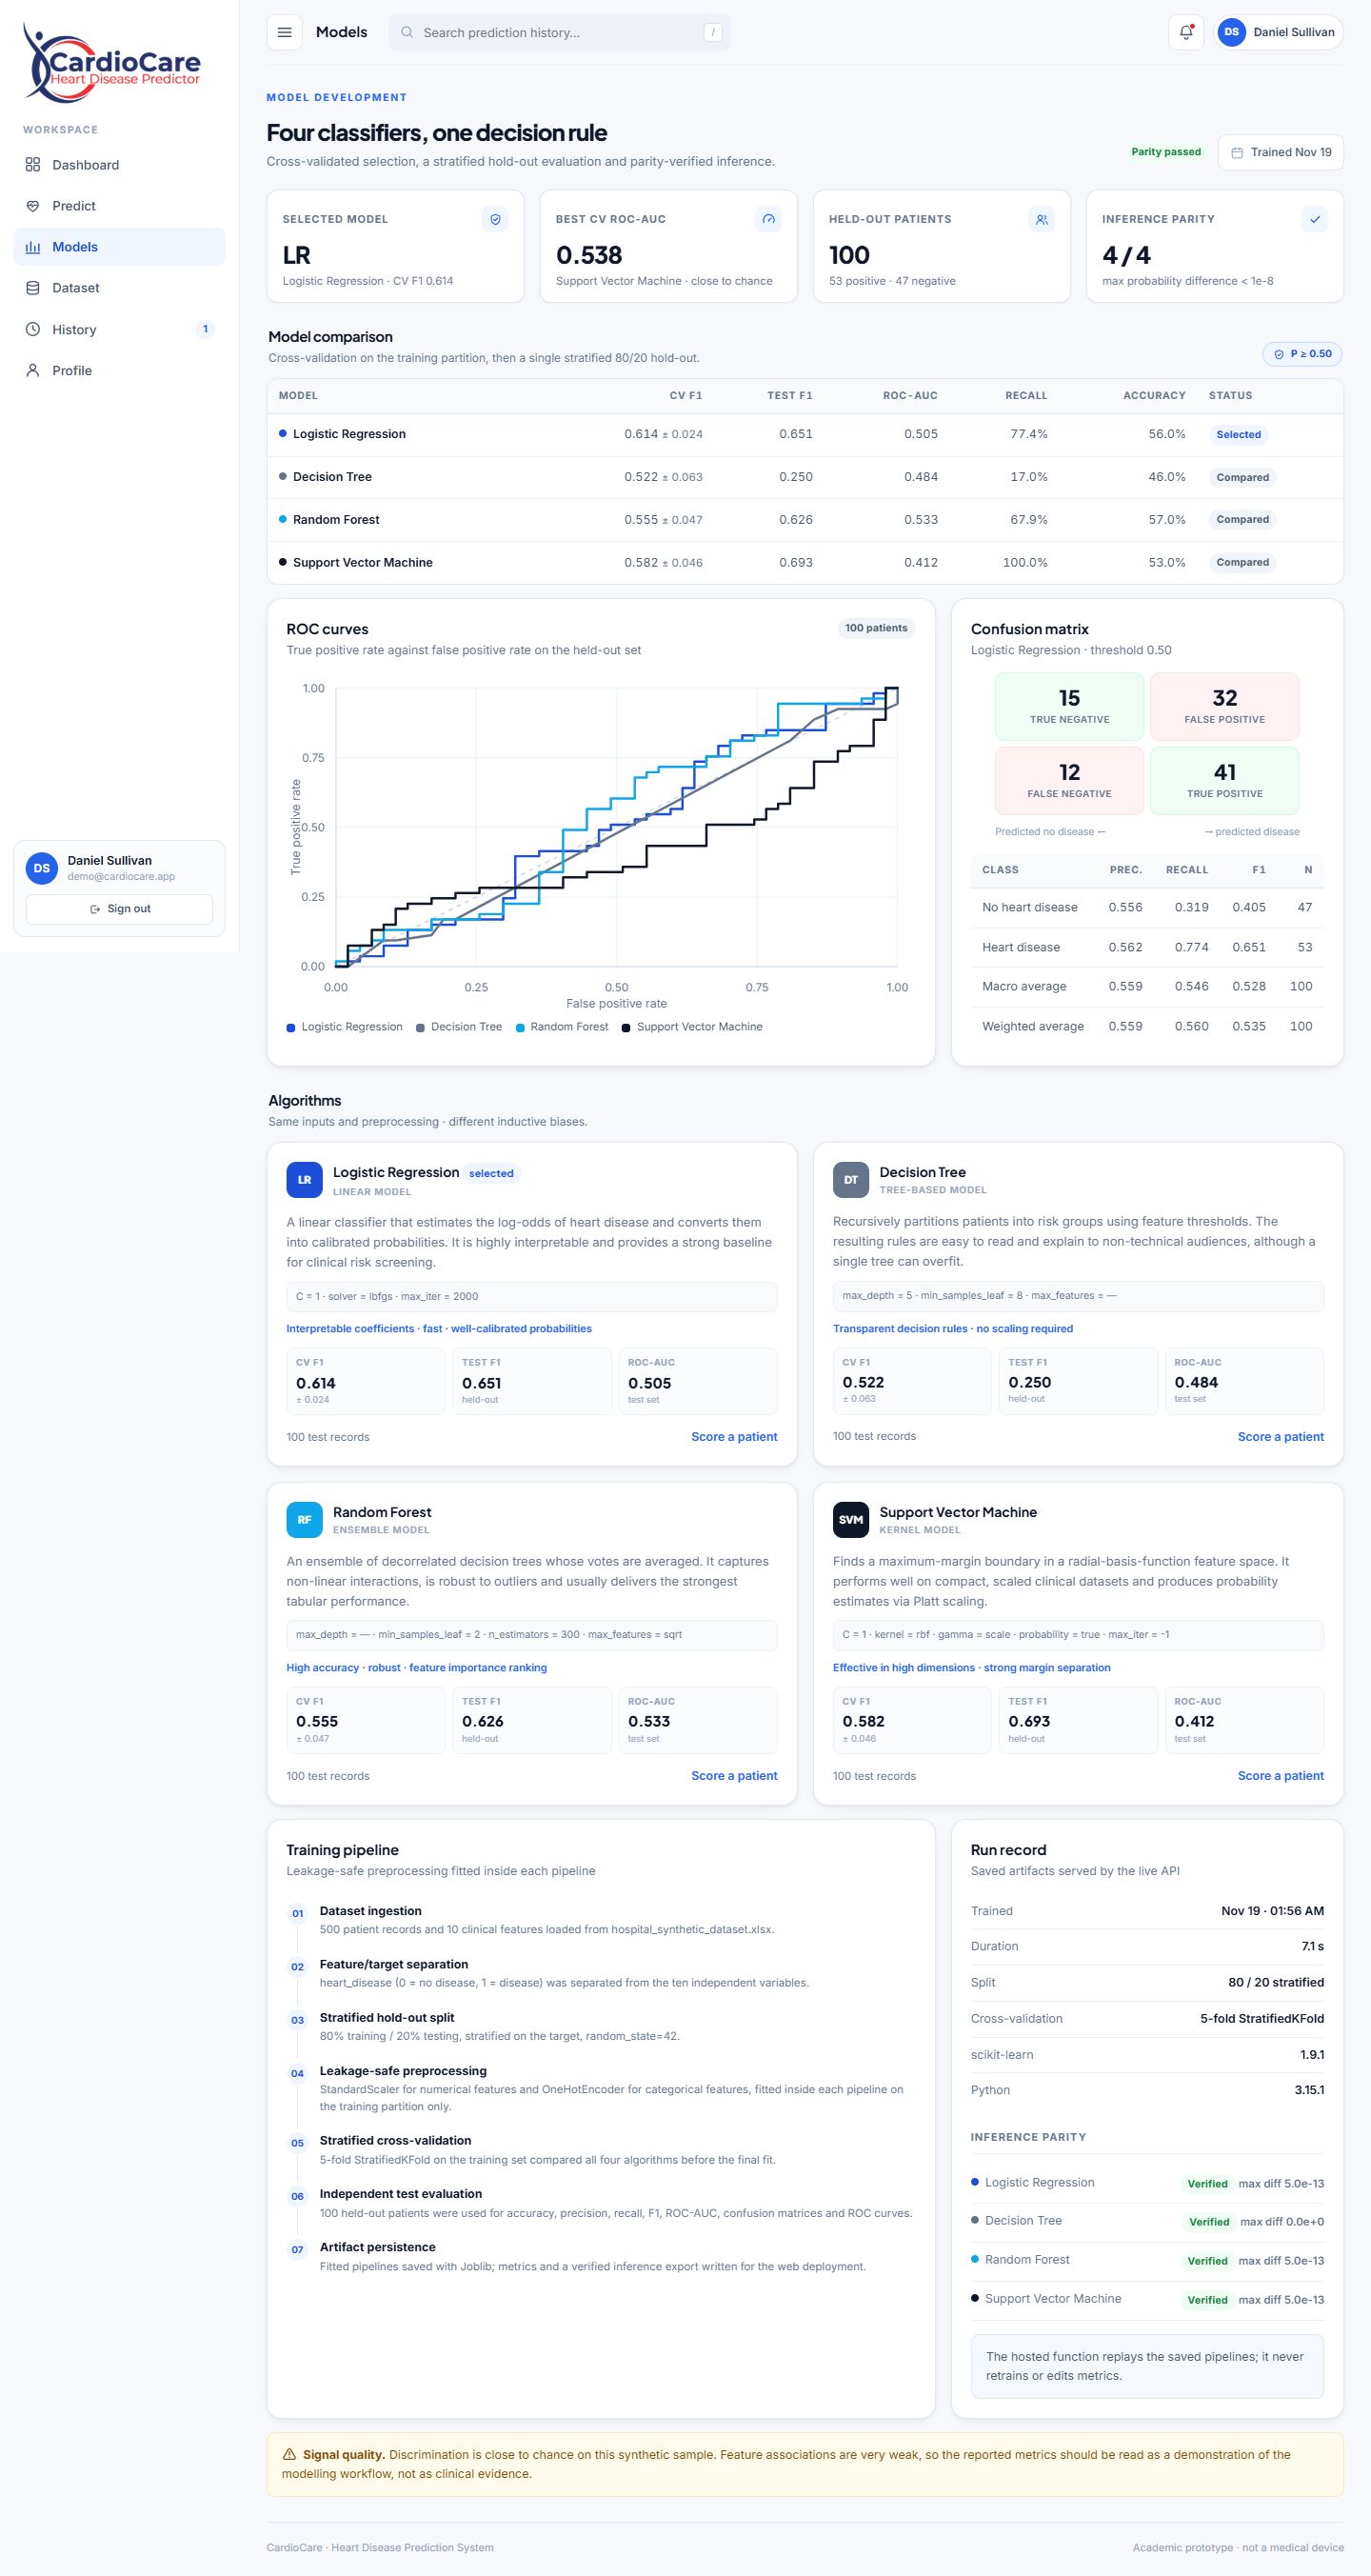 CardioCare
Heart Disease Predictor
WORKSPACE
Dashboard
Predict
Models
Dataset
History 1
Profile
DS Daniel Sullivan
demo@cardiocare.app
Sign out
Models Search prediction history... / DS Daniel Sullivan
MODEL DEVELOPMENT
Four classifiers, one decision rule
Cross-validated selection, a stratified hold-out evaluation and parity-verified inference.
Parity passed Trained Nov 19
SELECTED MODEL
LR
Logistic Regression · CV F1 0.614
BEST CV ROC-AUC
0.538
Support Vector Machine · close to chance
HELD-OUT PATIENTS
100
53 positive · 47 negative
INFERENCE PARITY
4 / 4
max probability difference < 1e-8
Model comparison
Cross-validation on the training partition, then a single stratified 80/20 hold-out.
P ≥ 0.50
MODEL CV F1 TEST F1 ROC-AUC RECALL ACCURACY STATUS
Logistic Regression 0.614 ± 0.024 0.651 0.505 77.4% 56.0% Selected
Decision Tree 0.522 ± 0.063 0.250 0.484 17.0% 46.0% Compared
Random Forest 0.555 ± 0.047 0.626 0.533 67.9% 57.0% Compared
Support Vector Machine 0.582 ± 0.046 0.693 0.412 100.0% 53.0% Compared
ROC curves
True positive rate against false positive rate on the held-out set
100 patients
True positive rate
1.00
0.75
0.50
0.25
0.00
0.00 0.25 0.50 0.75 1.00
False positive rate
Logistic Regression Decision Tree Random Forest Support Vector Machine
Confusion matrix
Logistic Regression · threshold 0.50
15 32
TRUE NEGATIVE FALSE POSITIVE
12 41
FALSE NEGATIVE TRUE POSITIVE
Predicted no disease ← → predicted disease
CLASS PREC. RECALL F1 N
No heart disease 0.556 0.319 0.405 47
Heart disease 0.562 0.774 0.651 53
Macro average 0.559 0.546 0.528 100
Weighted average 0.559 0.560 0.535 100
Algorithms
Same inputs and preprocessing · different inductive biases.
LR Logistic Regression selected
LINEAR MODEL
A linear classifier that estimates the log-odds of heart disease and converts them
into calibrated probabilities. It is highly interpretable and provides a strong baseline
for clinical risk screening.
C = 1 · solver = lbfgs · max_iter = 2000
Interpretable coefficients · fast · well-calibrated probabilities
CV F1 TEST F1 ROC-AUC
0.614 0.651 0.505
± 0.024 held-out test set
100 test records Score a patient
DT Decision Tree
TREE-BASED MODEL
Recursively partitions patients into risk groups using feature thresholds. The
resulting rules are easy to read and explain to non-technical audiences, although a
single tree can overfit.
max_depth = 5 · min_samples_leaf = 8 · max_features = —
Transparent decision rules · no scaling required
CV F1 TEST F1 ROC-AUC
0.522 0.250 0.484
± 0.063 held-out test set
100 test records Score a patient
RF Random Forest
ENSEMBLE MODEL
An ensemble of decorrelated decision trees whose votes are averaged. It captures
non-linear interactions, is robust to outliers and usually delivers the strongest
tabular performance.
max_depth = — · min_samples_leaf = 2 · n_estimators = 300 · max_features = sqrt
High accuracy · robust · feature importance ranking
CV F1 TEST F1 ROC-AUC
0.555 0.626 0.533
± 0.047 held-out test set
100 test records Score a patient
SVM Support Vector Machine
KERNEL MODEL
Finds a maximum-margin boundary in a radial-basis-function feature space. It
performs well on compact, scaled clinical datasets and produces probability
estimates via Platt scaling.
C = 1 · kernel = rbf · gamma = scale · probability = true · max_iter = -1
Effective in high dimensions · strong margin separation
CV F1 TEST F1 ROC-AUC
0.582 0.693 0.412
± 0.046 held-out test set
100 test records Score a patient
Training pipeline
Leakage-safe preprocessing fitted inside each pipeline
01 Dataset ingestion
500 patient records and 10 clinical features loaded from hospital_synthetic_dataset.xlsx.
02 Feature/target separation
heart_disease (0 = no disease, 1 = disease) was separated from the ten independent variables.
03 Stratified hold-out split
80% training / 20% testing, stratified on the target, random_state=42.
04 Leakage-safe preprocessing
StandardScaler for numerical features and OneHotEncoder for categorical features, fitted inside each pipeline on
the training partition only.
05 Stratified cross-validation
5-fold StratifiedKFold on the training set compared all four algorithms before the final fit.
06 Independent test evaluation
100 held-out patients were used for accuracy, precision, recall, F1, ROC-AUC, confusion matrices and ROC curves.
07 Artifact persistence
Fitted pipelines saved with Joblib; metrics and a verified inference export written for the web deployment.
Run record
Saved artifacts served by the live API
Trained Nov 19 · 01:56 AM
Duration 7.1 s
Split 80 / 20 stratified
Cross-validation 5-fold StratifiedKFold
scikit-learn 1.9.1
Python 3.15.1
INFERENCE PARITY
Logistic Regression Verified max diff 5.0e-13
Decision Tree Verified max diff 0.0e+0
Random Forest Verified max diff 5.0e-13
Support Vector Machine Verified max diff 5.0e-13
The hosted function replays the saved pipelines; it never
retrains or edits metrics.
Signal quality. Discrimination is close to chance on this synthetic sample. Feature associations are very weak, so the reported metrics should be read as a demonstration of the
modelling workflow, not as clinical evidence.
CardioCare · Heart Disease Prediction System Academic prototype · not a medical device